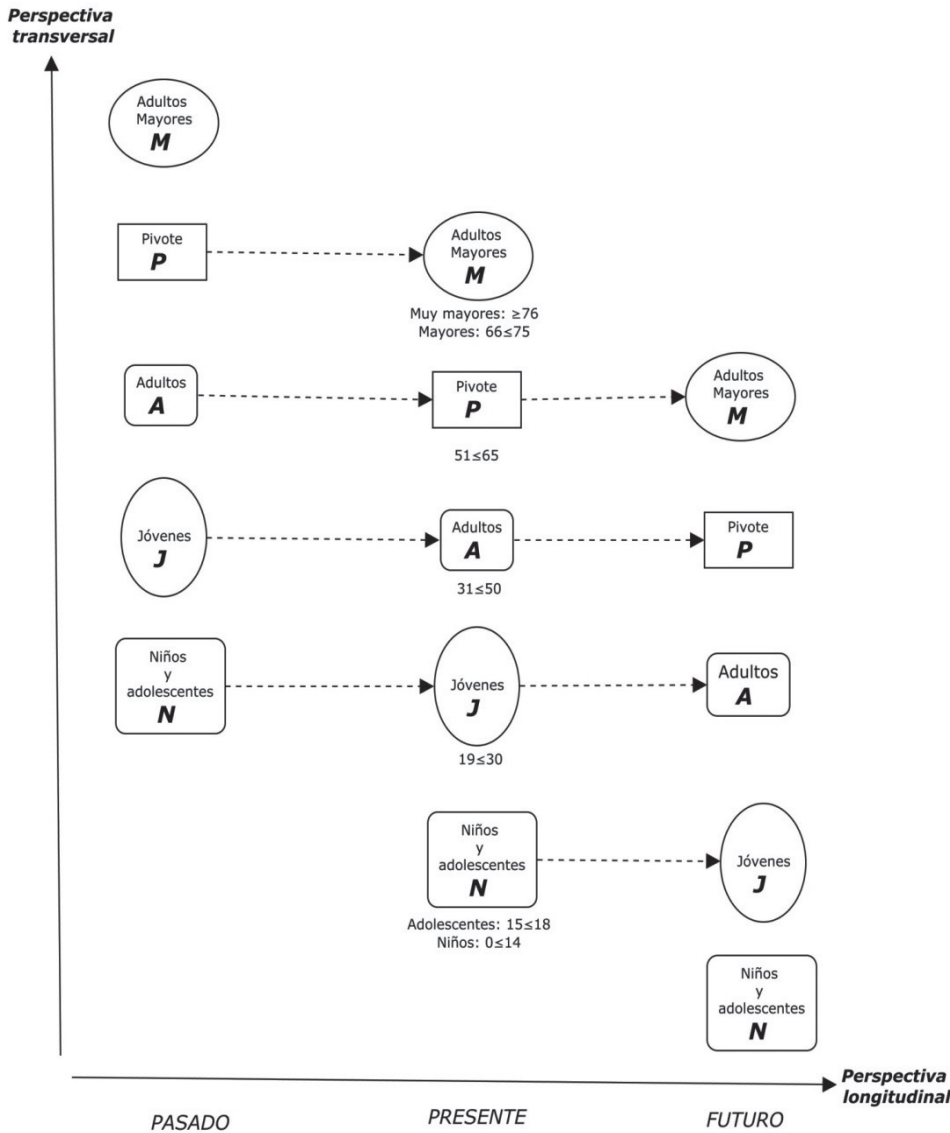 Perspectiva
transversal
Adultos
Mayores
M
Pivote
P
Adultos
Mayores
M
Muy mayores: ≥76
Mayores: 66≤75
Adultos
A
Pivote
P
51≤65
Adultos
Mayores
M
Jóvenes
J
Adultos
A
31≤50
Pivote
P
Niños
y
adolescentes
N
Jóvenes
J
19≤30
Adultos
A
Niños
y
adolescentes
N
Adolescentes: 15≤18
Niños: 0≤14
Jóvenes
J
Niños
y
adolescentes
N
Perspectiva
longitudinal
PASADO
PRESENTE
FUTURO